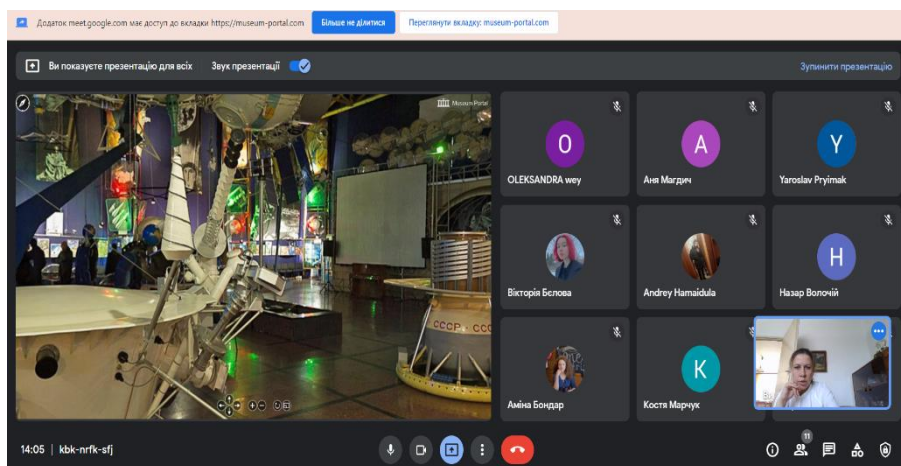 Додаток meet.google.com має доступ до вкладки https://museum-portal.com
Більше не ділитися
Переглянути вкладку: museum-portal.com
Ви показуєте презентацію для всіх
Звук презентації
Зупинити презентацію
Museum Portal
СССР
O
OLEKSANDRA wey
А
Аня Магдич
Y
Yaroslav Pryimak
Вікторія Бєлова
Andrey Hamaidula
Н
Назар Волочій
Аміна Бондар
К
Костя Марчук
14:05 | kbk-nrfk-sfj
11